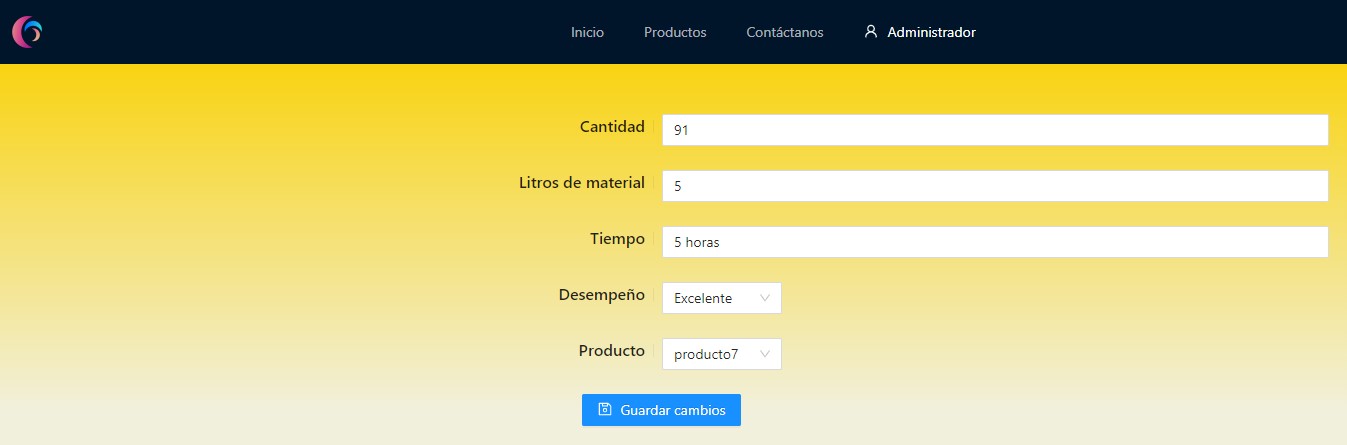 Inicio Productos Contáctanos Administrador
Cantidad 91
Litros de material 5
Tiempo 5 horas
Desempeño Excelente
Producto producto7
Guardar cambios